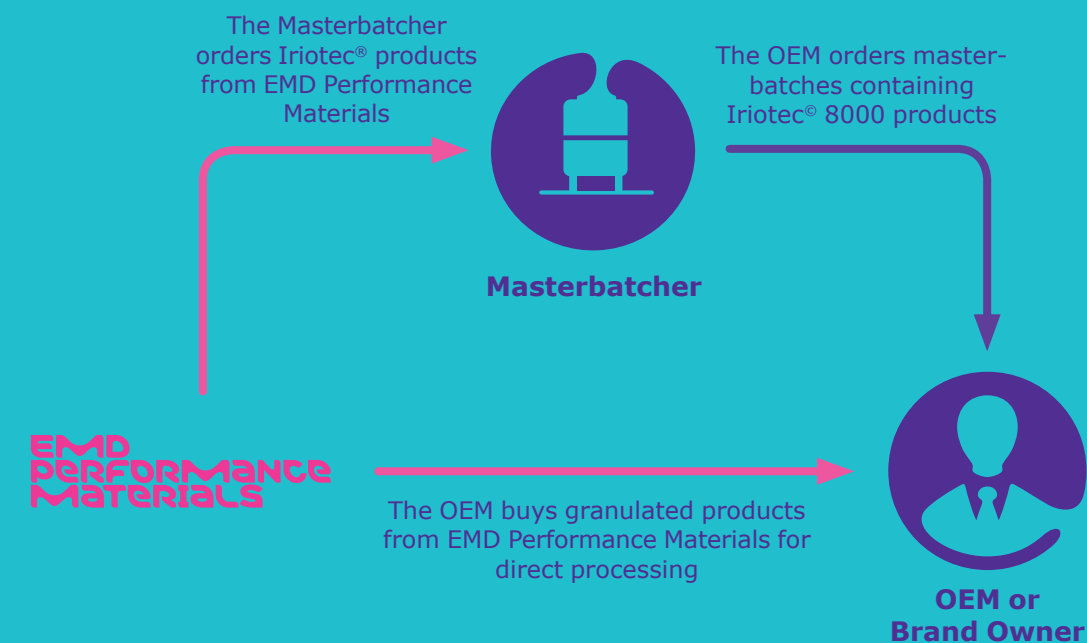 The Masterbatcher
orders Iriotec® products
from EMD Performance
Materials
The OEM orders master-
batches containing
Iriotec© 8000 products
Masterbatcher
EMD
PERFORMANCE
MATERIALS
The OEM buys granulated products
from EMD Performance Materials for
direct processing
OEM or
Brand Owner